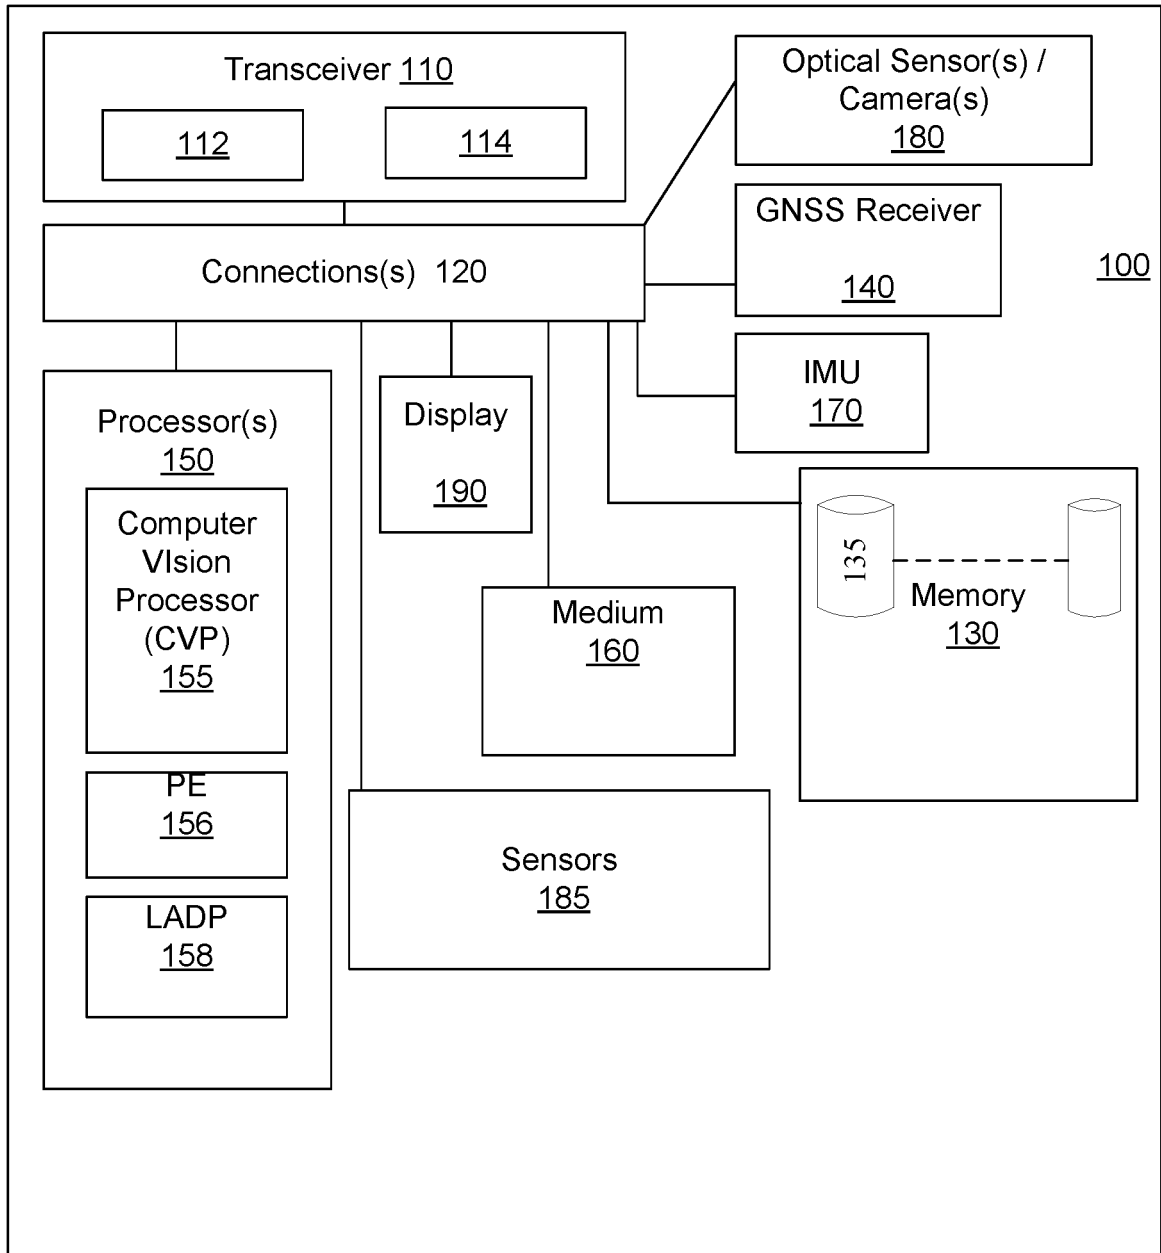 Transceiver 110
112
114
Optical Sensor(s) /
Camera(s)
180
GNSS Receiver
140
100
Connections(s) 120
IMU
170
Processor(s)
150
Computer
VIsion
Processor
(CVP)
155
PE
156
LADP
158
Display
190
Medium
160
135
Memory
130
Sensors
185